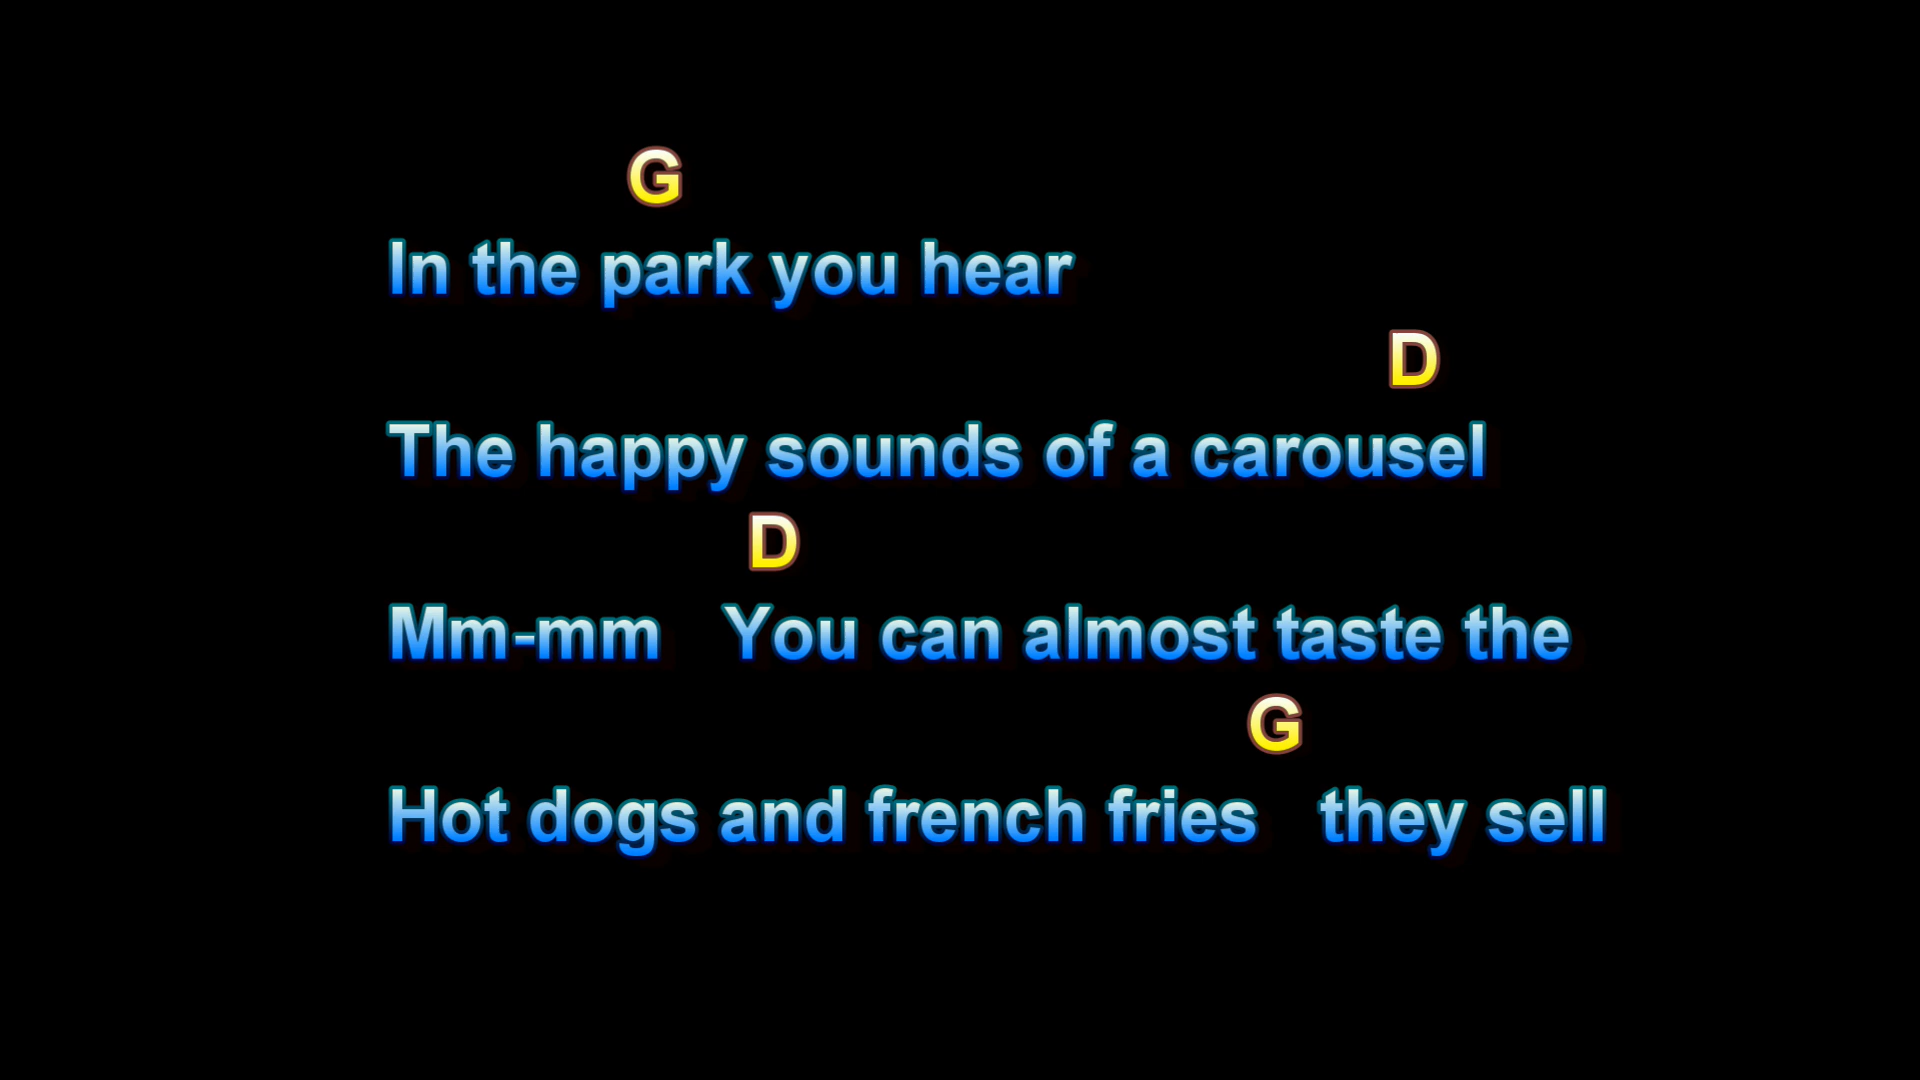 G
In the park you hear
D
The happy sounds of a carousel
D
Mm-mm You can almost taste the
G
Hot dogs and french fries they sell